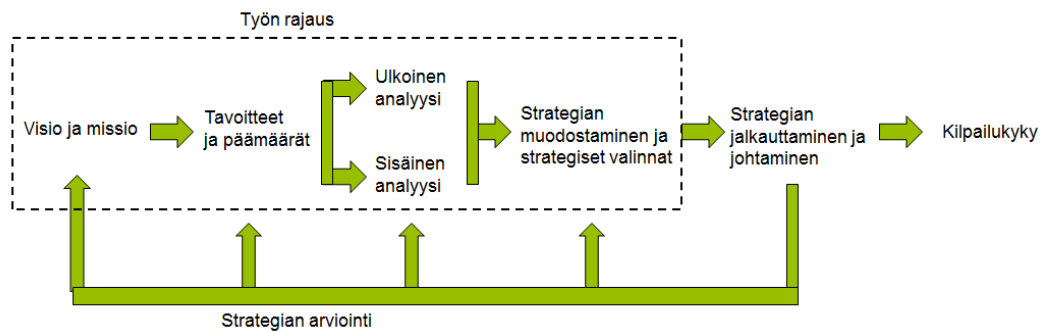 Työn rajaus
Visio ja missio
Tavoitteet
ja päämäärät
Ulkoinen
analyysi
Sisäinen
analyysi
Strategian
muodostaminen ja
strategiset valinnat
Strategian
jalkauttaminen ja
johtaminen
Kilpailukyky
Strategian arviointi